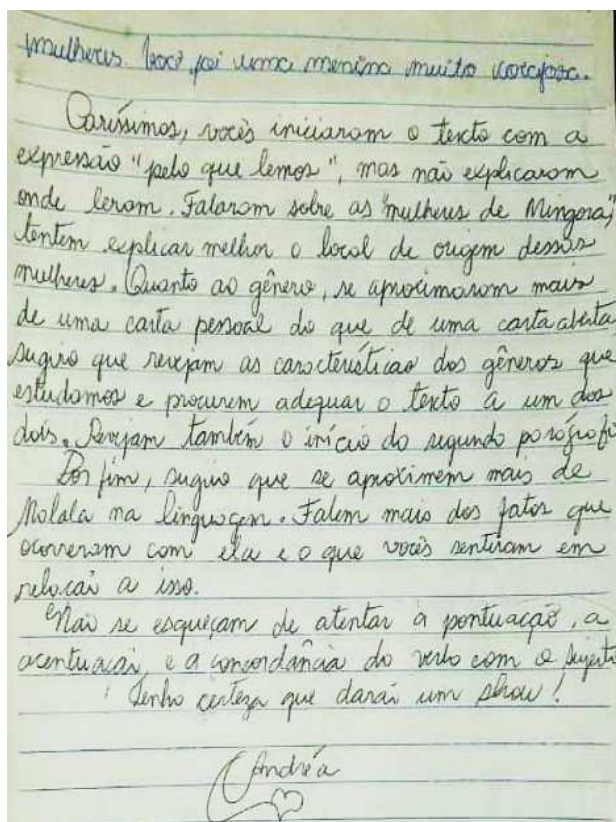 mulheres. Você foi uma menina muito corajosa.
Caríssimos, vocês iniciaram o texto com a
expressão "pelo que lemos", mas não explicaram
onde leram. Falaram sobre as "mulheres de Mingora",
tentem explicar melhor o local de origem dessas
mulheres. Quanto ao gênero, se aproximaram mais
de uma carta pessoal do que de uma carta aberta
sugiro que revejam as características dos gêneros que
estudamos e procurem adequar o texto a um dos
dois. Revejam também o início do segundo parágrafo
Por fim, sugiro que se aproximem mais de
Malala na linguagem. Falem mais dos fatos que
ocorreram com ela e o que vocês sentiram em
relação a isso.
Não se esqueçam de atentar à pontuação, a
acentuação, e a concordância do verbo com o sujeito
Tenho certeza que darão um show!
Andréa